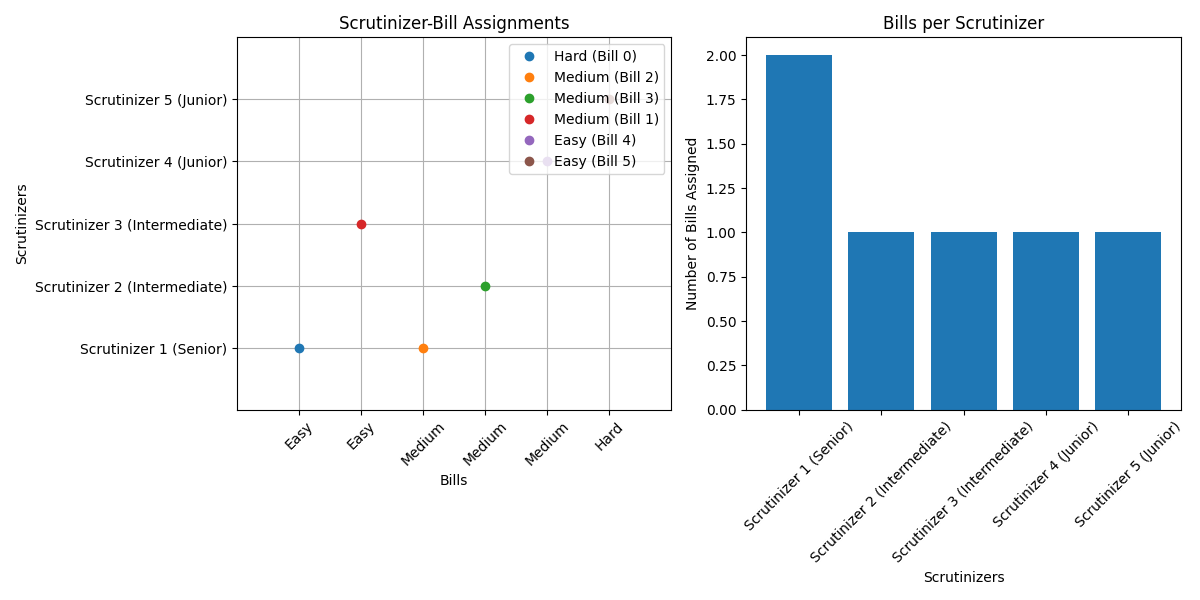 Scrutinizer-Bill Assignments
Scrutinizers
Scrutinizer 5 (Junior)
Scrutinizer 4 (Junior)
Scrutinizer 3 (Intermediate)
Scrutinizer 2 (Intermediate)
Scrutinizer 1 (Senior)
Hard (Bill 0)
Medium (Bill 2)
Medium (Bill 3)
Medium (Bill 1)
Easy (Bill 4)
Easy (Bill 5)
Easy
Easy
Medium
Medium
Medium
Hard
Bills
Bills per Scrutinizer
Number of Bills Assigned
2.00
1.75
1.50
1.25
1.00
0.75
0.50
0.25
0.00
Scrutinizer 1 (Senior)
Scrutinizer 2 (Intermediate)
Scrutinizer 3 (Intermediate)
Scrutinizer 4 (Junior)
Scrutinizer 5 (Junior)
Scrutinizers